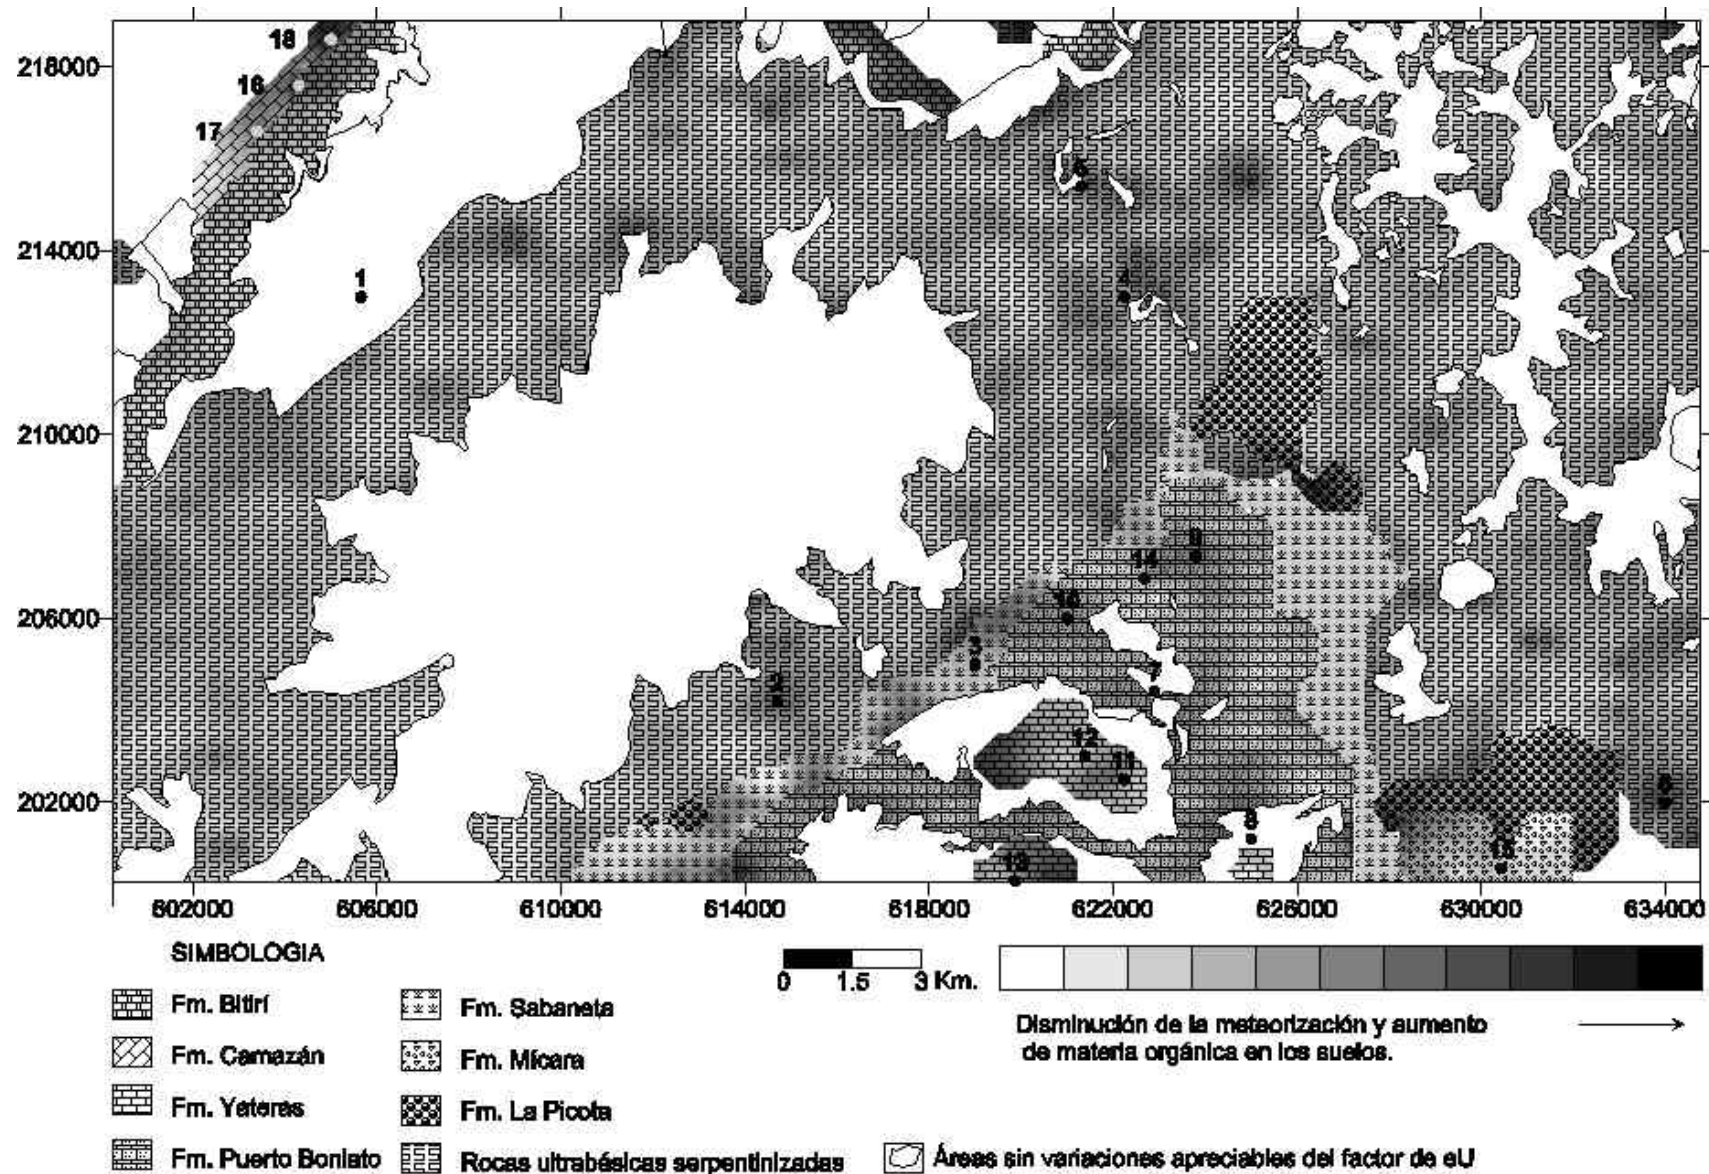 18
218000
16
17
5
214000
1
4
210000
9
14
206000
10
3
7
2
12
11
202000
6
8
15
13
602000 606000 610000 614000 618000 622000 626000 630000 634000
SIMBOLOGIA
0 1.5 3 Km.
Fm. Bitirí Fm. Sabaneta
Disminución de la meteorización y aumento
de materia orgánica en los suelos.
Fm. Camazán Fm. Mícara
Fm. Yateras Fm. La Picota
Fm. Puerto Boniato Rocas ultrabásicas serpentinizadas Áreas sin variaciones apreciables del factor de eU